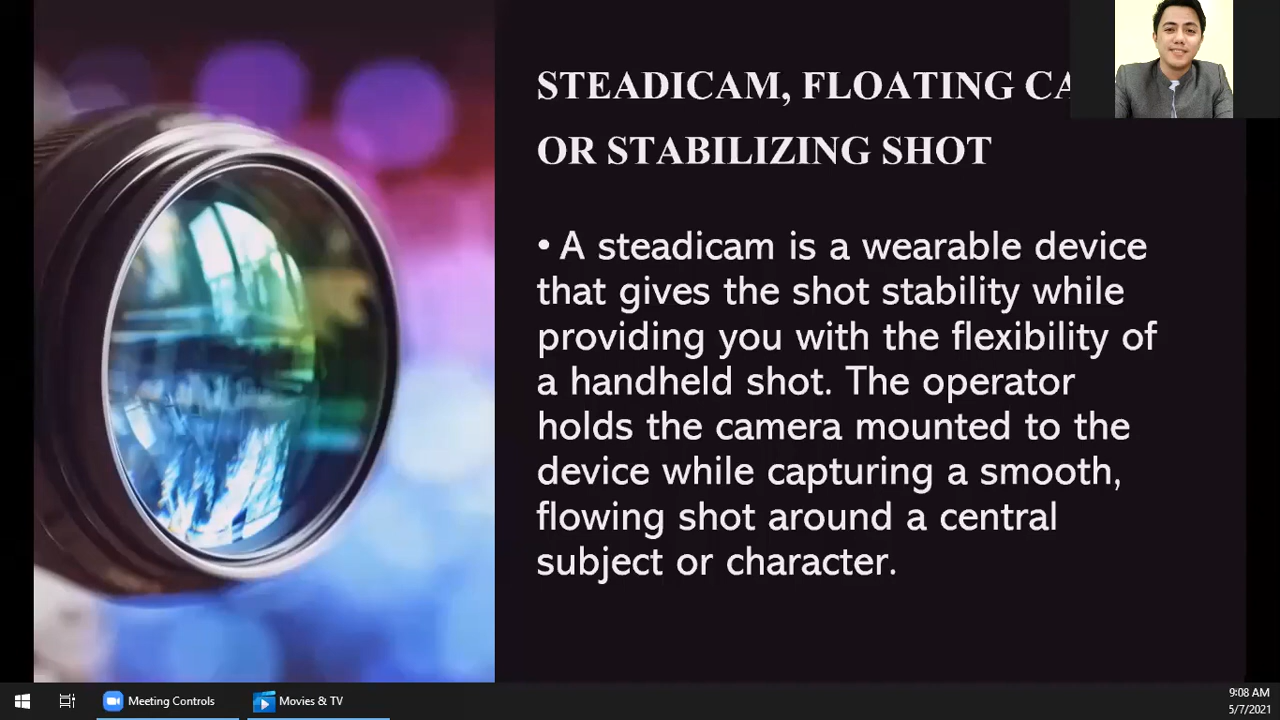 STEADICAM, FLOATING
OR STABILIZING SHOT
• A steadicam is a wearable device
that gives the shot stability while
providing you with the flexibility of
a handheld shot. The operator
holds the camera mounted to the
device while capturing a smooth,
flowing shot around a central
subject or character.
Meeting Controls
Movies & TV
9:08 AM
5/7/2021